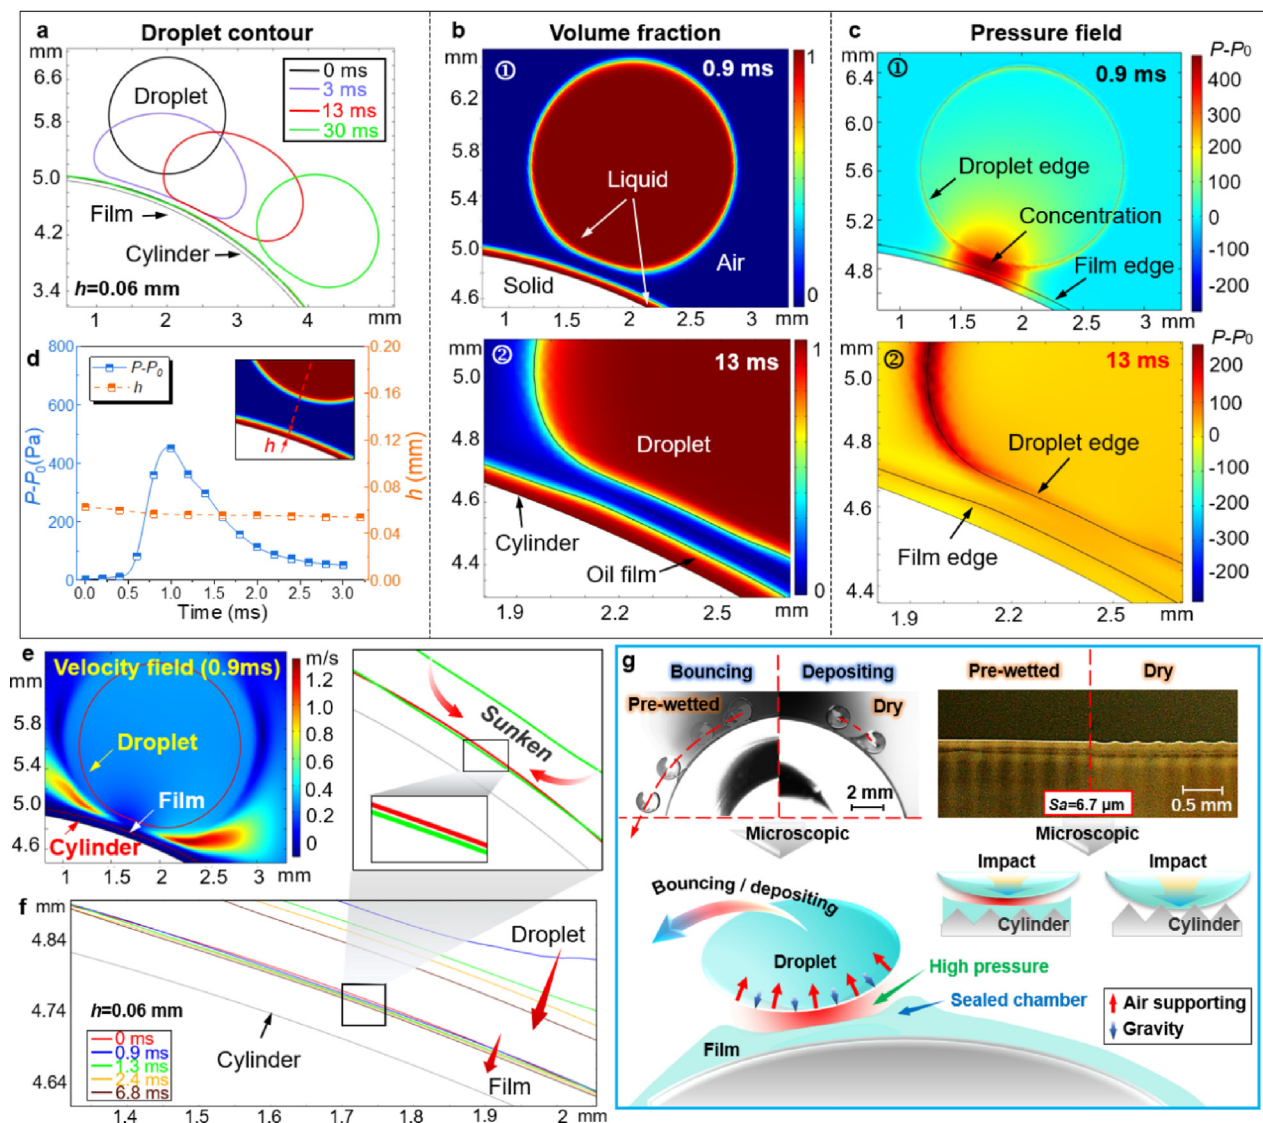 a
Droplet contour
mm
6.6
5.8
5.0
4.2
3.4
0 ms
3 ms
13 ms
30 ms
Droplet
Film
Cylinder
h=0.06 mm
1 2 3 4 mm
b
Volume fraction
mm
6.2
5.8
5.4
5.0
4.6
①
0.9 ms
Liquid
Air
Solid
1
0
1 1.5 2 2.5 3 mm
mm
5.0
4.8
4.6
4.4
②
13 ms
Droplet
Cylinder
Oil film
1
0
1.9 2.2 2.5 mm
c
Pressure field
P-P0
mm
6.4
6.0
5.6
5.2
4.8
①
0.9 ms
Droplet edge
Concentration
Film edge
400
300
200
100
0
-100
-200
1 1.5 2 2.5 3 mm
P-P0
mm
5.0
4.8
4.6
4.4
②
13 ms
Droplet edge
Film edge
200
100
0
-100
-200
-300
1.9 2.2 2.5 mm
d
800
600
400
200
0
P-P0(Pa)
P-P0
h
h
0.20
0.16
0.12
0.08
0.04
0.00
h (mm)
0.0 0.5 1.0 1.5 2.0 2.5 3.0
Time (ms)
e
Velocity field (0.9ms)
mm
5.8
5.4
5.0
4.6
Droplet
Film
Cylinder
m/s
1.2
1.0
0.8
0.6
0.4
0.2
0
1 1.5 2 2.5 3
mm
Sunken
f
mm
4.84
4.74
4.64
h=0.06 mm
0 ms
0.9 ms
1.3 ms
2.4 ms
6.8 ms
Cylinder
Droplet
Film
1.4 1.5 1.6 1.7 1.8 1.9 2 mm
g
Bouncing Depositing
Pre-wetted Dry
2 mm
Microscopic
Pre-wetted Dry
Sa=6.7 μm
0.5 mm
Microscopic
Impact
Cylinder
Impact
Cylinder
Bouncing / depositing
Droplet
High pressure
Sealed chamber
Film
Air supporting
Gravity